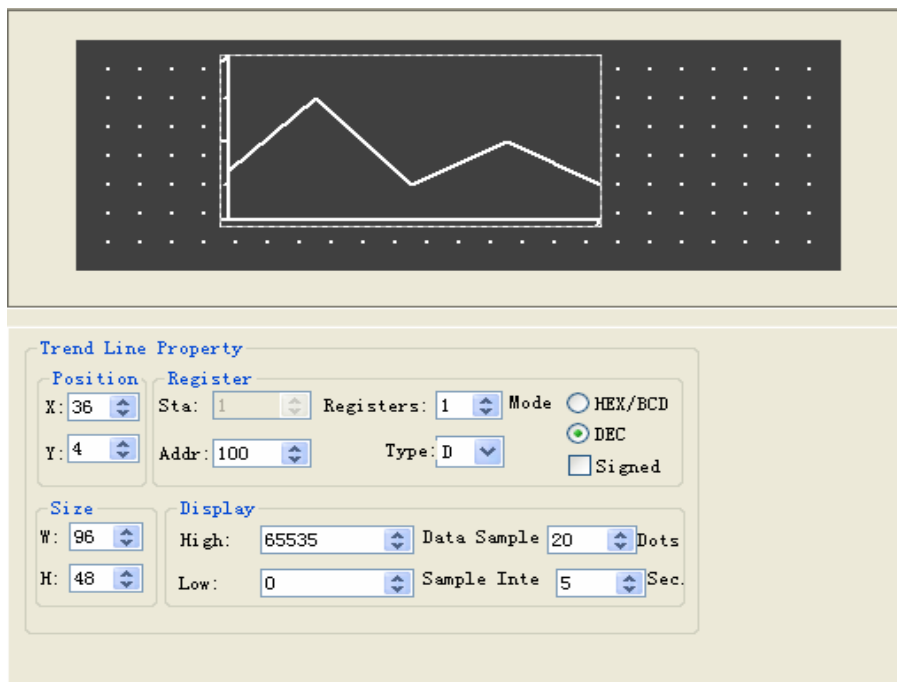 Trend Line Property
Position Register
X: 36 Sta: 1 Registers: 1 Mode HEX/BCD
DEC
Y: 4 Addr: 100 Type: D
Signed
Size Display
W: 96 High: 65535 Data Sample 20 Dots
H: 48 Low: 0 Sample Inte 5 Sec.